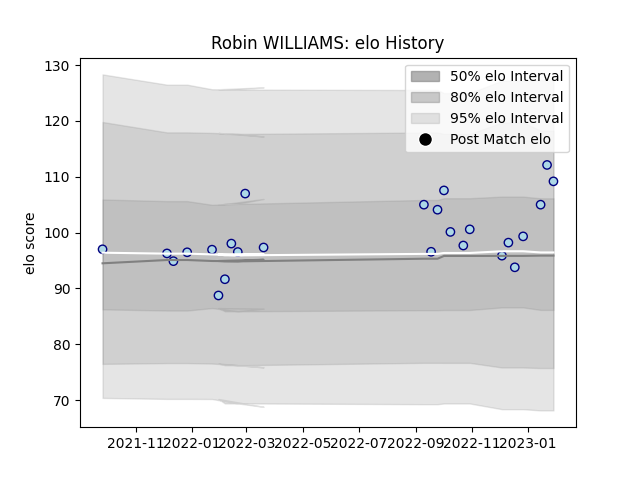 Robin WILLIAMS: elo History
130
120
110
100
90
80
70
elo score
50% elo Interval
80% elo Interval
95% elo Interval
Post Match elo
2021-11 2022-01 2022-03 2022-05 2022-07 2022-09 2022-11 2023-01